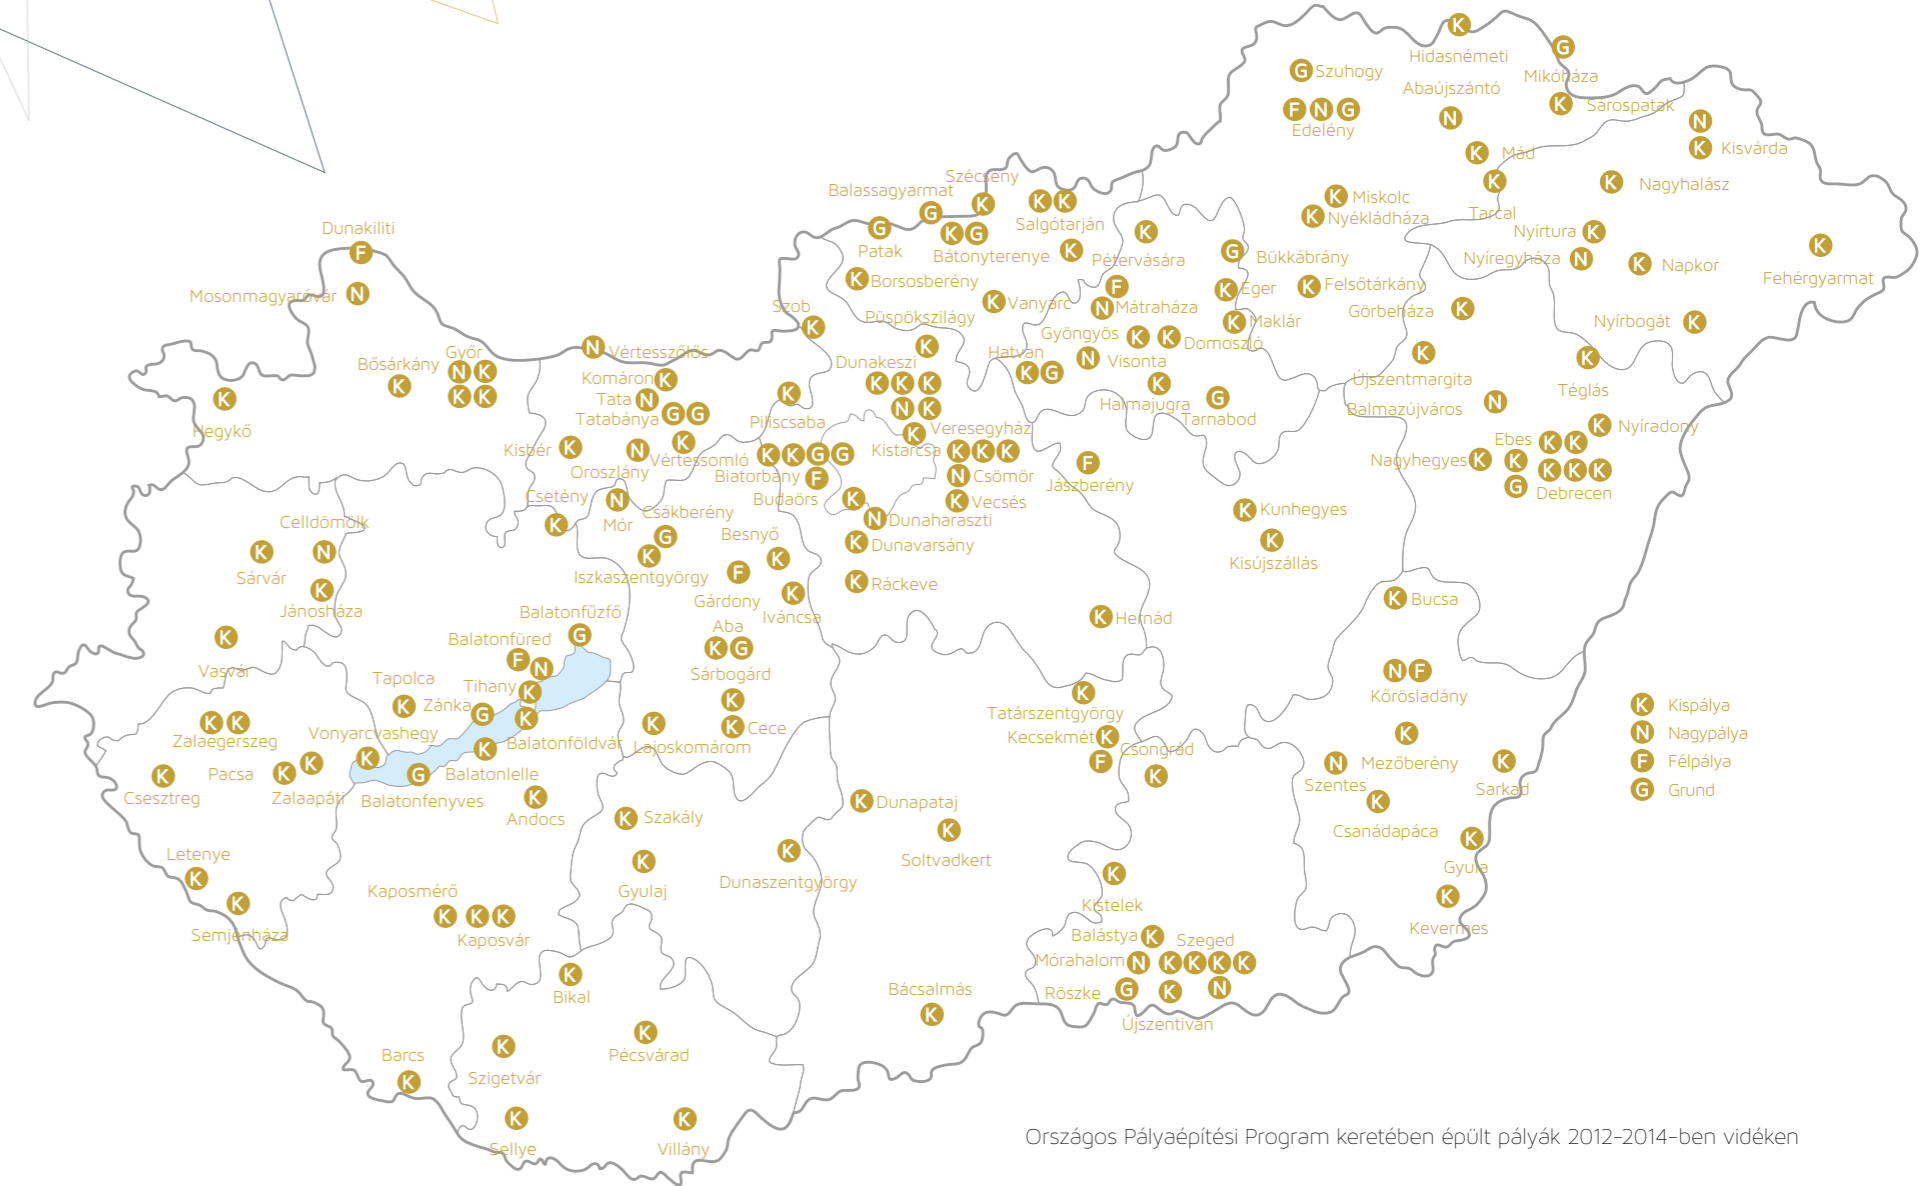 K
Hidasnémeti
G
Mikóháza
G Szuhogy
Abaújszántó
N
K Sárospatak
F N G
Edelény
N
K Kisvárda
K Mád
K
Tarcal
K Nagyhalász
Szécsény
K
Balassagyarmat
G
K K
Salgótarján
K Miskolc
K Nyékládháza
Dunakiliti
F
G
Patak
K G
Bátonyterenye
K
K
Pétervására
G Bükkábrány
Nyírtura K
Nyíregyháza N
K Napkor
K
Fehérgyarmat
Mosonmagyaróvár N
K Borsosberény
K Vanyarc
F
N Mátraháza
K Eger
K Felsőtárkány
Görbeháza K
Szob
K
Püspökszilágy
K
Gyöngyös K
K Domoszló
K Maklár
Nyírbogát K
N Vértesszőlős
Győr
N K
K K
Bősárkány
K
Komárom K
Tata N
Tatabánya G G
Dunakeszi
K K K
N K
Hatvan
K G
N Visonta
K
Halmajugra
G
Tarnabod
K
Újszentmargita
K
Téglás
Balmazújváros N
K
Hegykő
K
Piliscsaba
Kisbér K
N
Oroszlány
K
Vértessomló
K K G G
Biatorbány F
Veresegyház
K
Kistarcsa K K K
N Csömör
K Vecsés
F
Jászberény
K Nyíradony
Ebes K K
Nagyhegyes K
K
K K K
G Debrecen
Budaörs K
N Dunaharaszti
K Dunavarsány
K Ráckeve
Csetény
K
N
Mór
Csákberény
G
K
Iszkaszentgyörgy
Besnyő
K
F
Gárdony
K
Iváncsa
K Kunhegyes
K
Kisújszállás
Celldömölk
N
K
Sárvár
K
Jánosháza
K
Vasvár
K Bucsa
K Hernád
Balatonfűzfő
G
Balatonfüred
F N
Tihany K
Aba
K G
Sárbogárd
K
K Cece
N F
Kőrösladány
Tapolca
K
Zánka G
K
Balatonföldvár
K
Lajoskomárom
K
Tatárszentgyörgy
Kecskemét K
F
Csongrád
K
K
Mezőberény
K K
Zalaegerszeg
Vonyarcvashegy
K
K
Balatonlelle
G
Balatonfenyves
K
Csesztreg
Pacsa K
K
Zalaapáti
K
Andocs
N
Szentes
K
Csanádapáca
K
Sarkad
K Kispálya
N Nagypálya
F Félpálya
G Grund
K Szakály
K
Gyulaj
K
Dunaszentgyörgy
K Dunapataj
K
Soltvadkert
K
Gyula
K
Kevermes
Letenye
K
K
Semjénháza
Kaposmérő
K K K
Kaposvár
K
Kistelek
Balástya K
Mórahalom N
Szeged
K K K K
N
Röszke G
K
Újszentiván
K
Bikal
Bácsalmás
K
K
Szigetvár
K
Pécsvárad
Barcs
K
K
Sellye
K
Villány
Országos Pályaépítési Program keretében épült pályák 2012-2014-ben vidéken